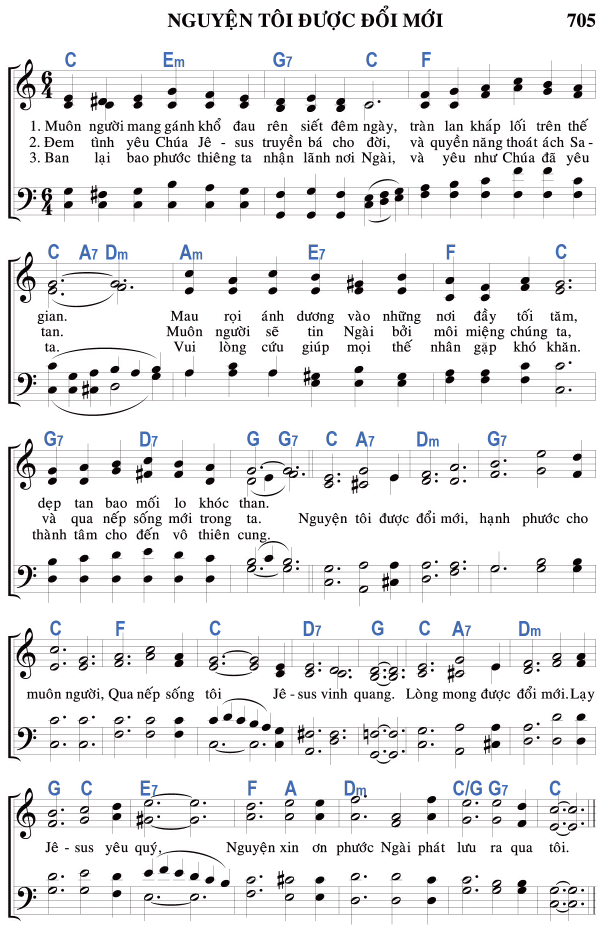 NGUYỆN TÔI ĐƯỢC ĐỔI MỚI 705
C Em G7 C F
1. Muôn người mang gánh khổ đau rên siết đêm ngày, tràn lan khắp lối trên thế
2. Đem tình yêu Chúa Jê - sus truyền bá cho đời, và quyền năng thoát ách Sa-
3. Ban lại bao phước thiêng ta nhận lãnh nơi Ngài, và yêu như Chúa đã yêu
C A7 Dm Am E7 F C
gian. Mau rọi ánh dương vào những nơi đầy tối tăm,
tan. Muôn người sẽ tin Ngài bởi môi miệng chúng ta,
ta. Vui lòng cứu giúp mọi thế nhân gặp khó khăn.
G7 D7 G G7 C A7 Dm G7
dẹp tan bao mối lo khóc than.
và qua nếp sống mới trong ta. Nguyện tôi được đổi mới, hạnh phước cho
thành tâm cho đến vô thiên cung.
C F C D7 G C A7 Dm
muôn người, Qua nếp sống tôi Jê - sus vinh quang. Lòng mong được đổi mới. Lạy
G C E7 F A Dm C/G G7 C
Jê - sus yêu quý, Nguyện xin ơn phước Ngài phát lưu ra qua tôi.